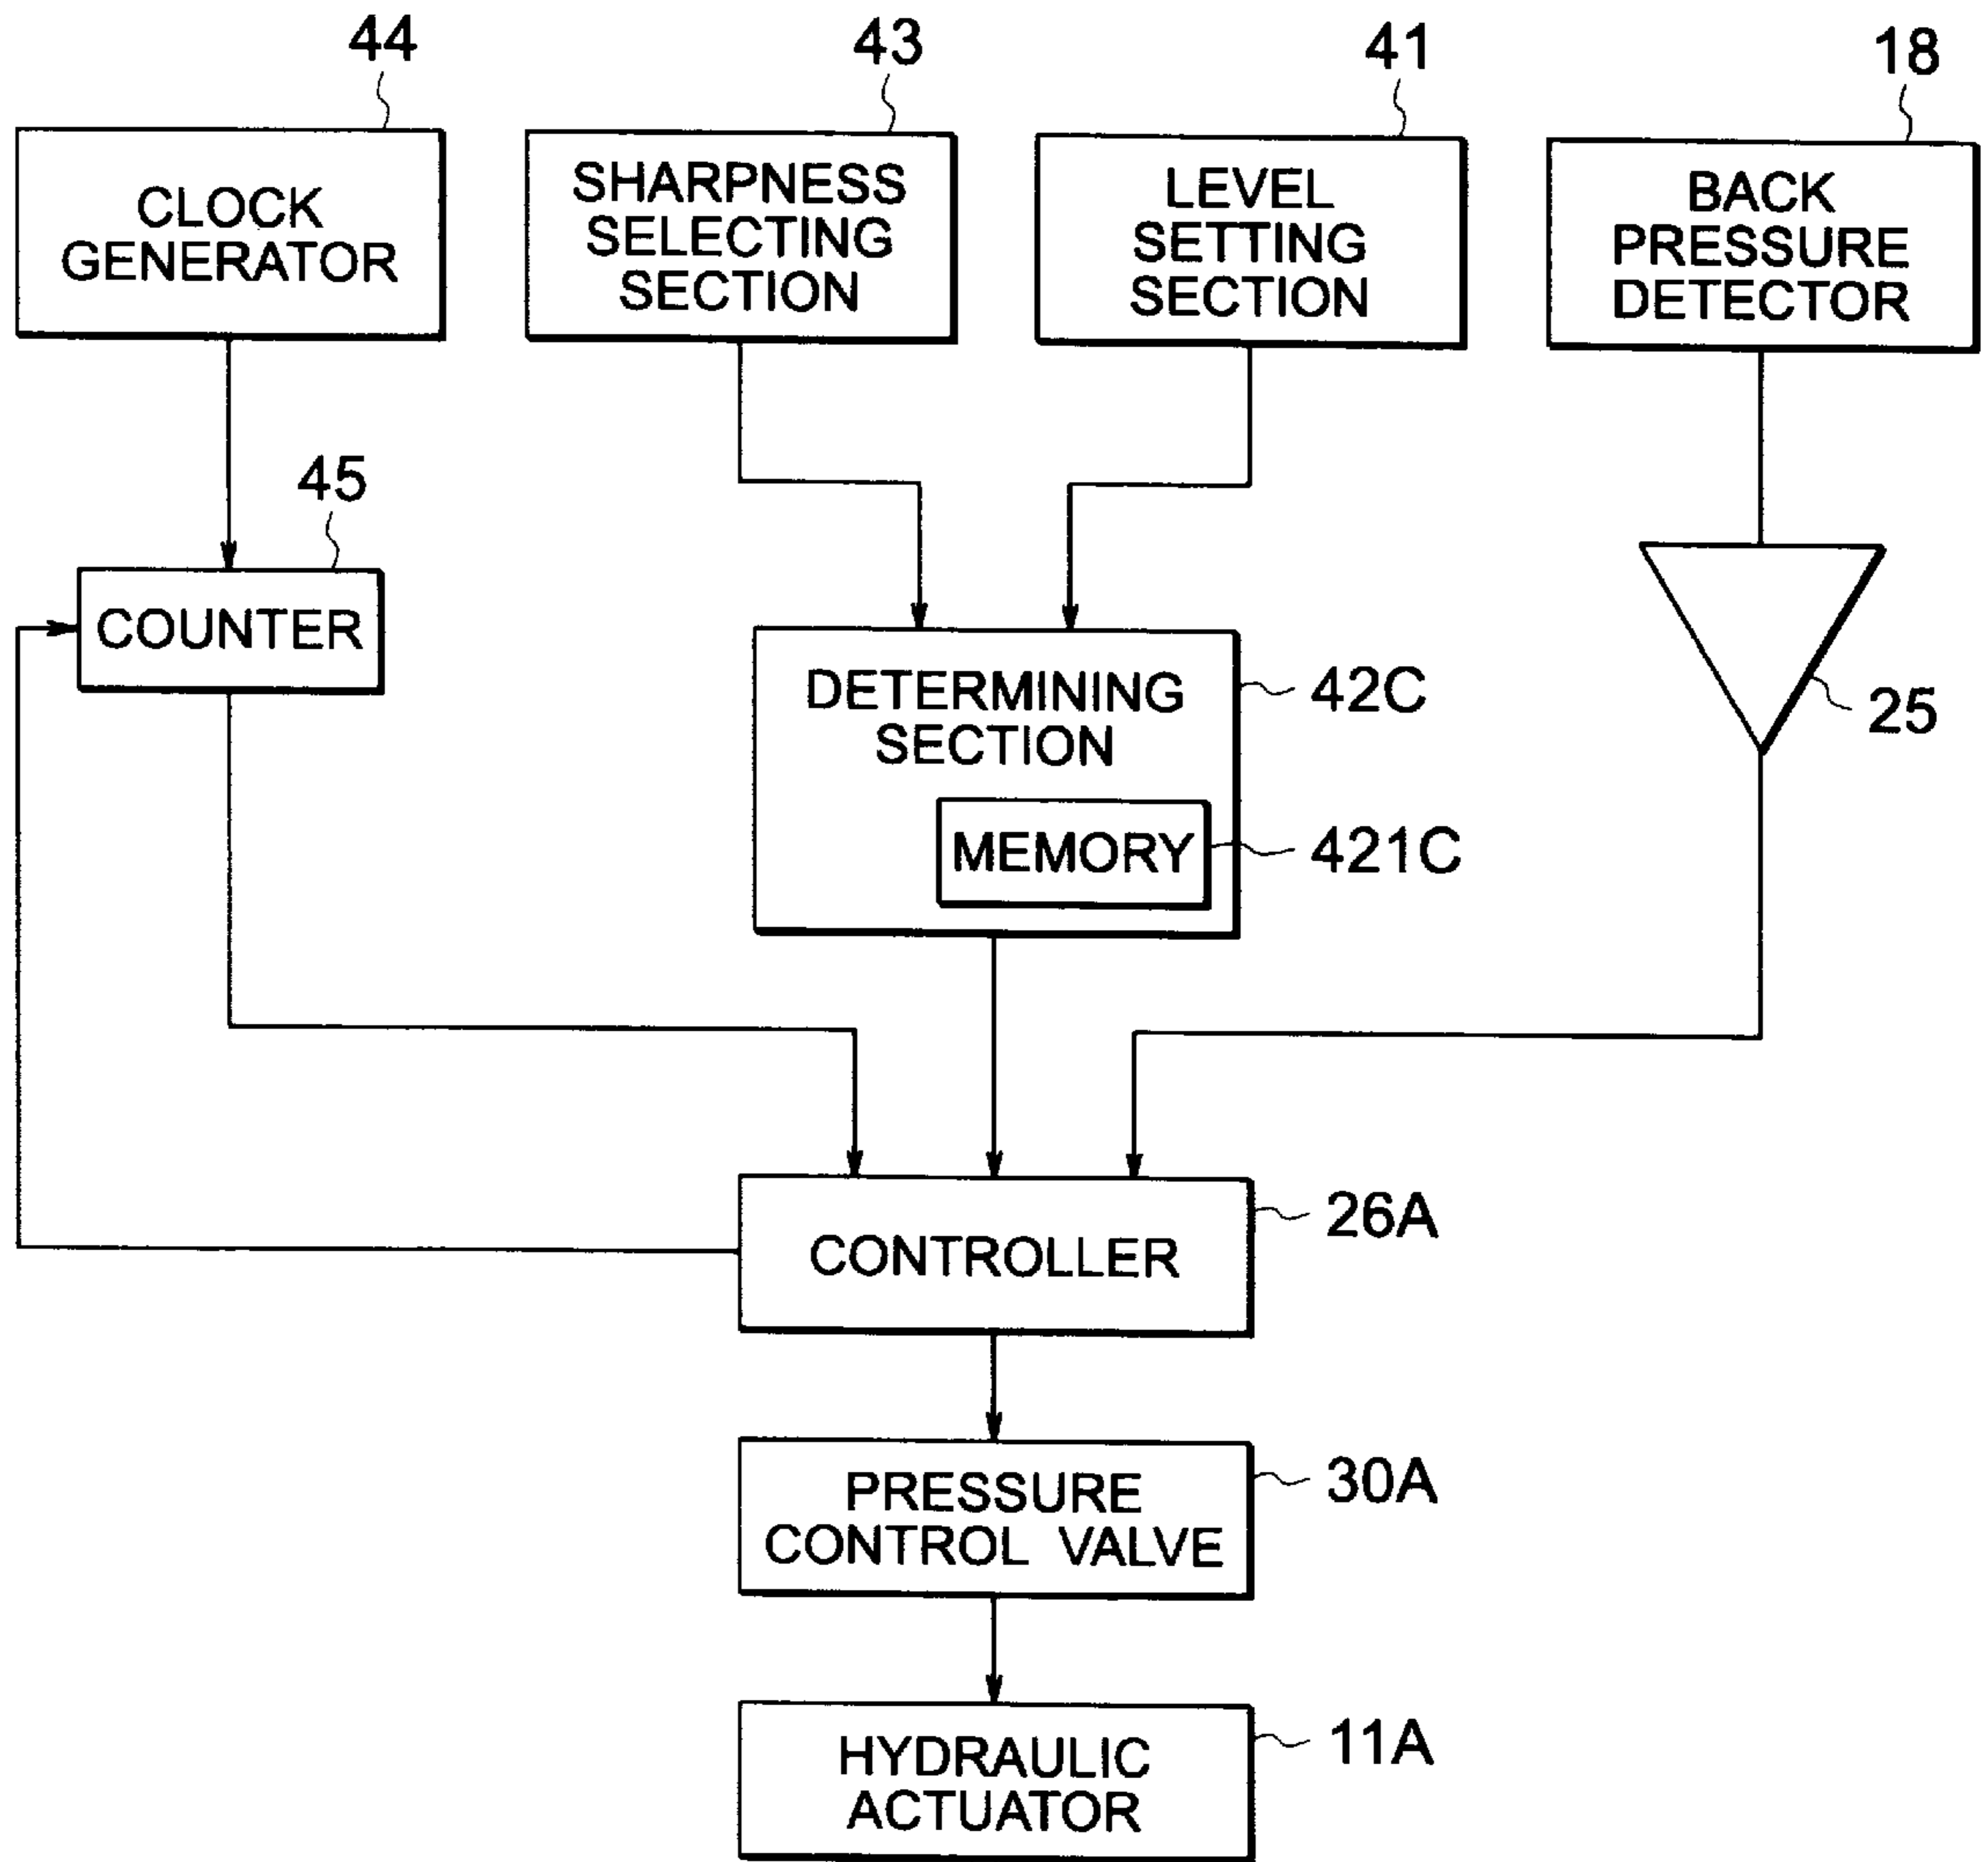 44
43
41
18
CLOCK
GENERATOR
SHARPNESS
SELECTING
SECTION
LEVEL
SETTING
SECTION
BACK
PRESSURE
DETECTOR
45
COUNTER
DETERMINING
SECTION
42C
25
MEMORY
421C
CONTROLLER
26A
PRESSURE
CONTROL VALVE
30A
HYDRAULIC
ACTUATOR
11A